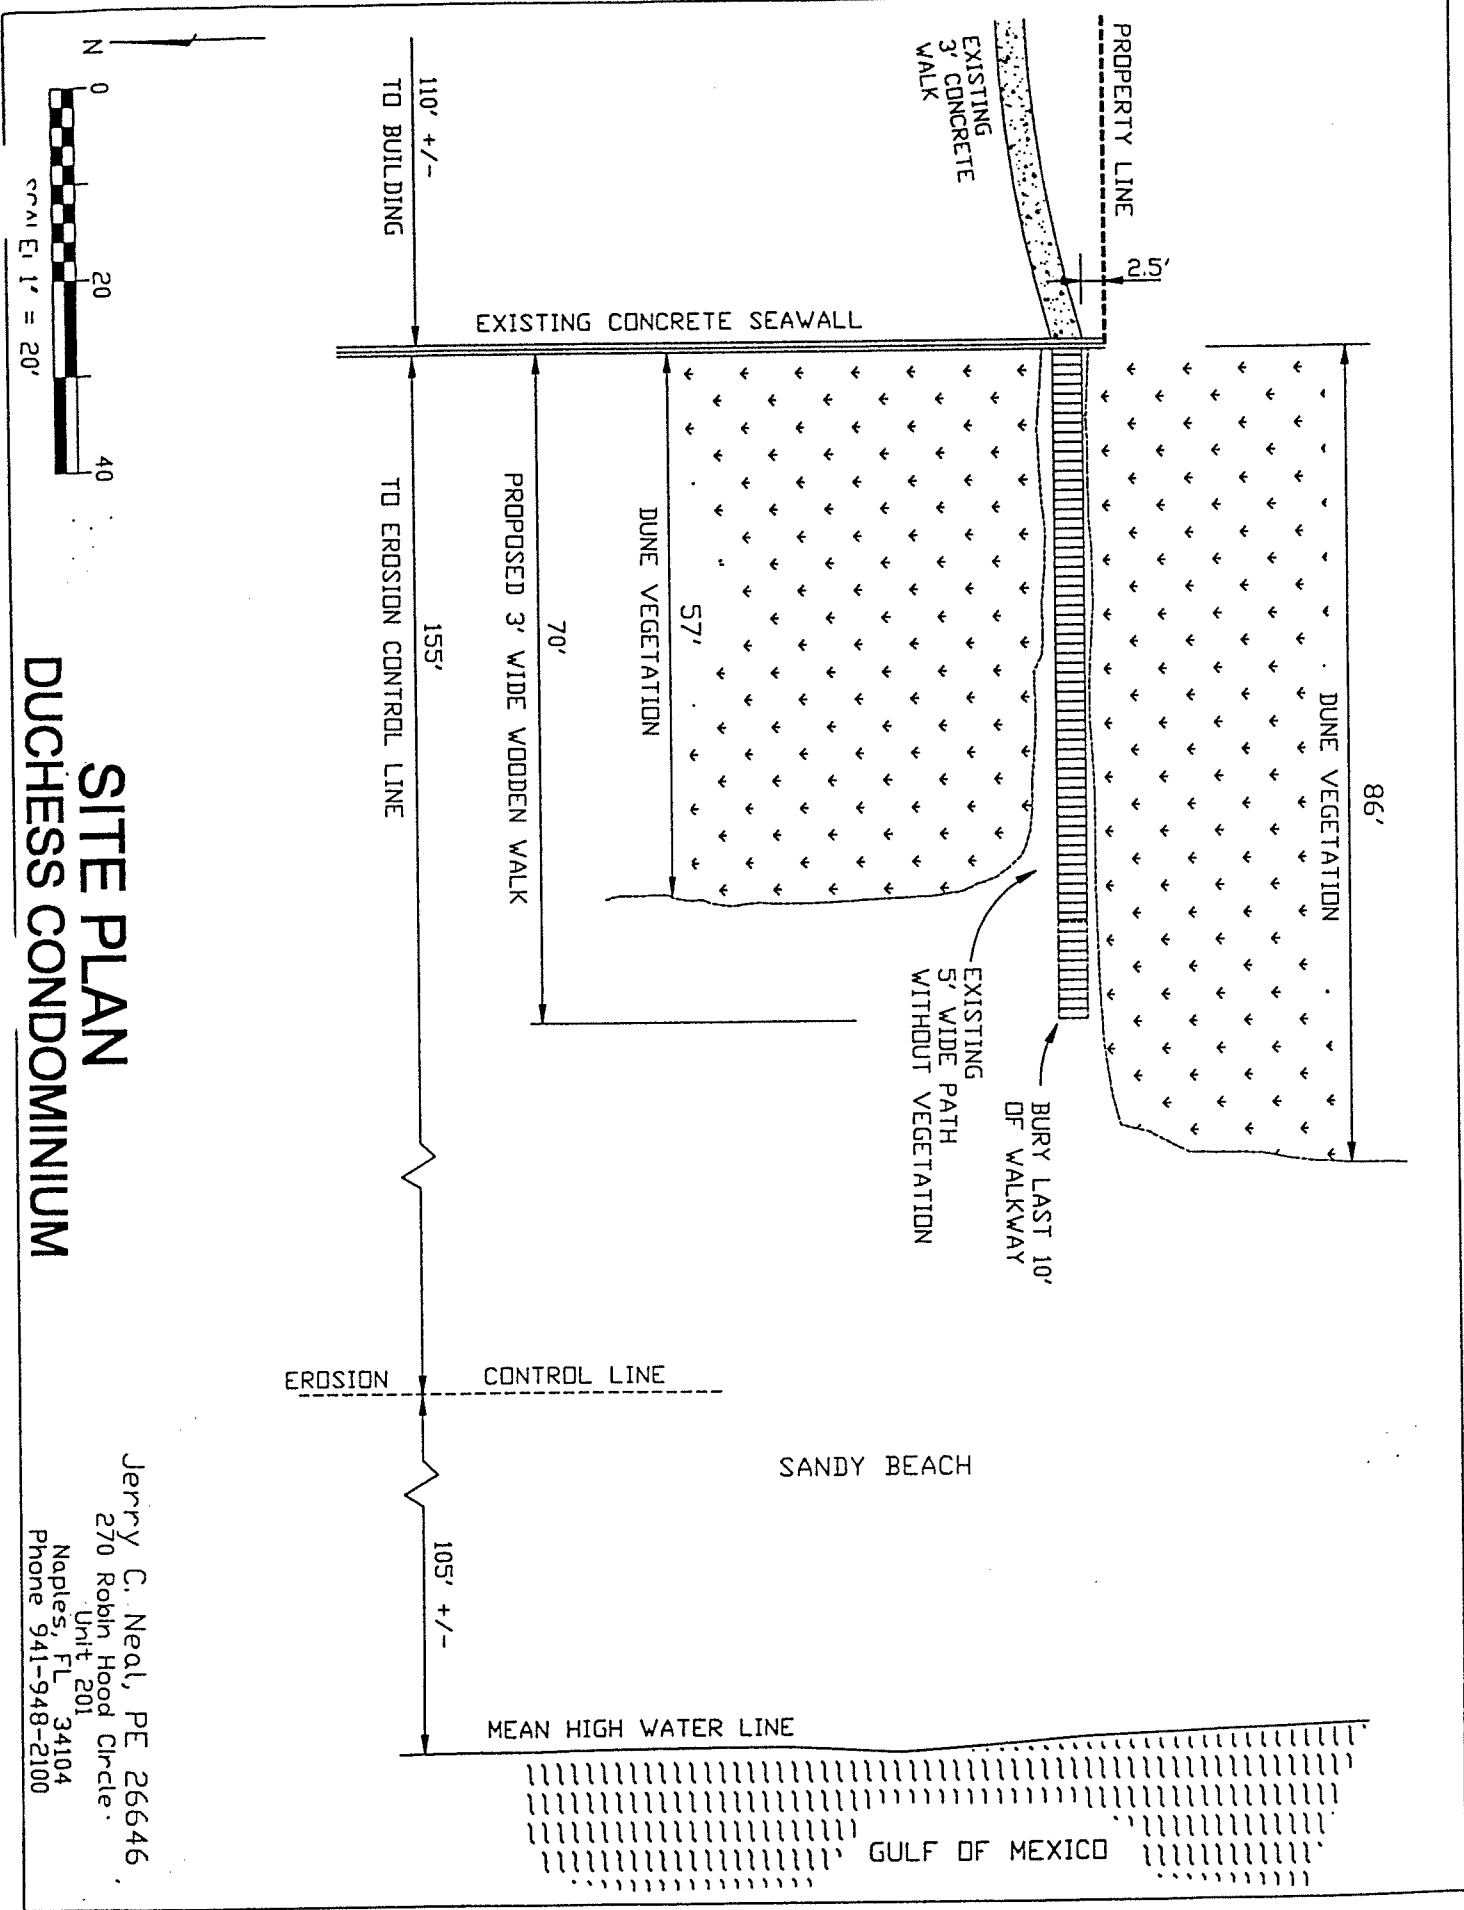 PROPERTY LINE
EXISTING
3' CONCRETE
WALK
2.5'
110' +/-
TO BUILDING
N
0
20
40
1" = 20'
EXISTING CONCRETE SEAWALL
86'
DUNE VEGETATION
57'
DUNE VEGETATION
70'
PROPOSED 3' WIDE WOODEN WALK
155'
TO EROSION CONTROL LINE
BURY LAST 10'
OF WALKWAY
EXISTING
5' WIDE PATH
WITHOUT VEGETATION
EROSION CONTROL LINE
SANDY BEACH
105' +/-
MEAN HIGH WATER LINE
GULF OF MEXICO
SITE PLAN
DUCHESS CONDOMINIUM
Jerry C. Neal, PE 26646
270 Robin Hood Circle
Unit 201
Naples, FL 34104
Phone 941-948-2100